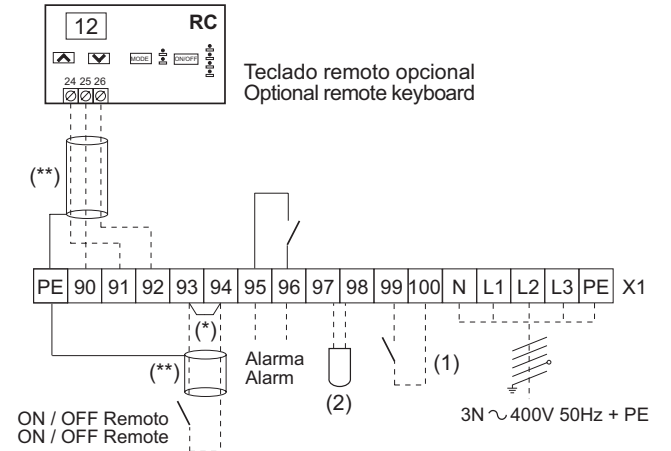 12
RC
MODE
ON/OFF
24 25 26
Teclado remoto opcional
Optional remote keyboard
(**)
PE 90 91 92 93 94 95 96 97 98 99 100 N L1 L2 L3 PE X1
(*)
(**)
Alarma
Alarm
(2)
(1)
ON / OFF Remoto
ON / OFF Remote
3N ~ 400V 50Hz + PE